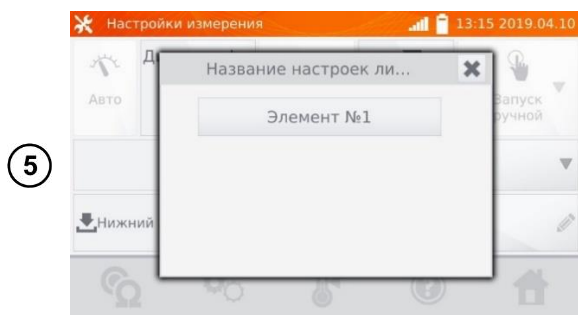 Настройки измерения 13:15 2019.04.10
Название настроек ли...
Авто
Запуск
ручной
Элемент №1
5
Нижний